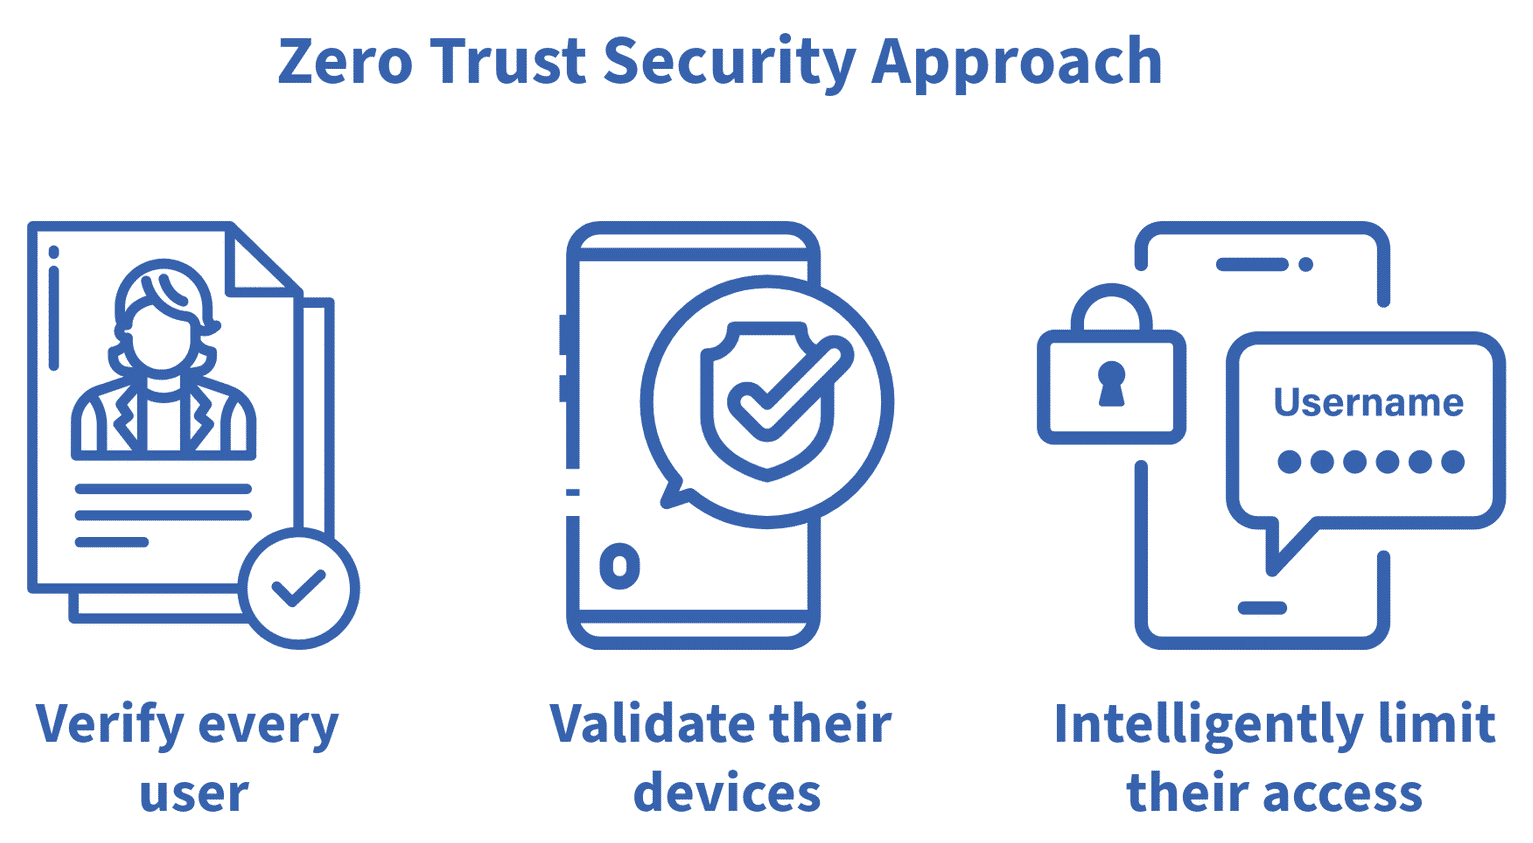 Zero Trust Security Approach
Username
Verify every
user
Validate their
devices
Intelligently limit
their access